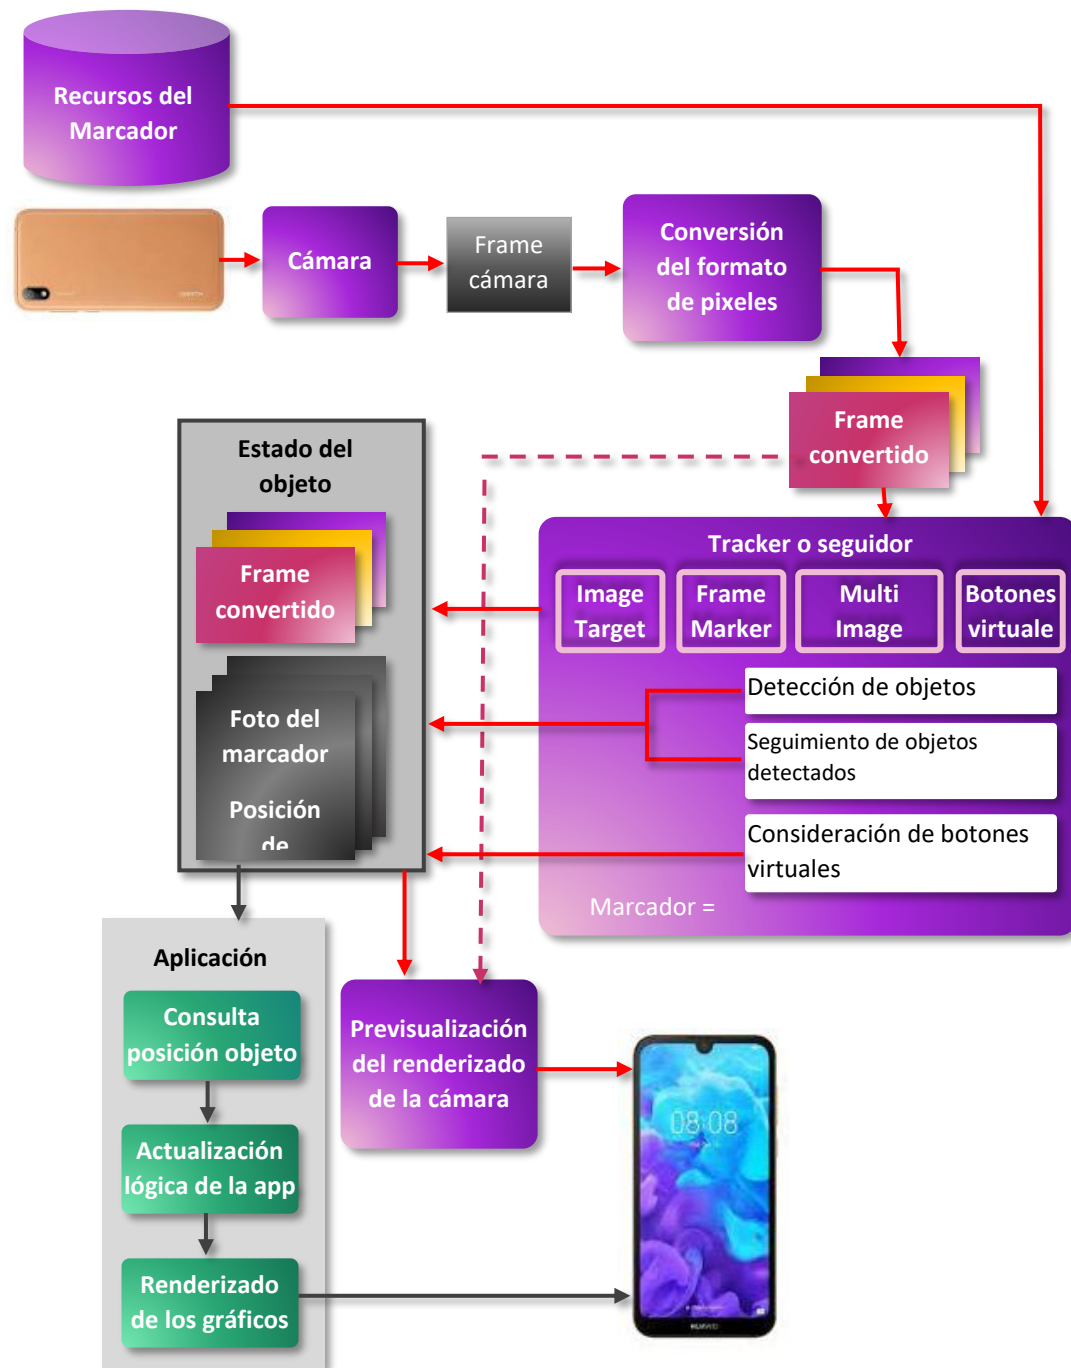 Recursos del
Marcador
Cámara
Frame
cámara
Conversión
del formato
de pixeles
Frame
convertido
Estado del
objeto
Frame
convertido
Foto del
marcador
Posición
de
Tracker o seguidor
Image
Target
Frame
Marker
Multi
Image
Botones
virtuale
Detección de objetos
Seguimiento de objetos
detectados
Consideración de botones
virtuales
Marcador =
Aplicación
Consulta
posición objeto
Actualización
lógica de la app
Renderizado
de los gráficos
Previsualización
del renderizado
de la cámara
08:08
HUAWEI